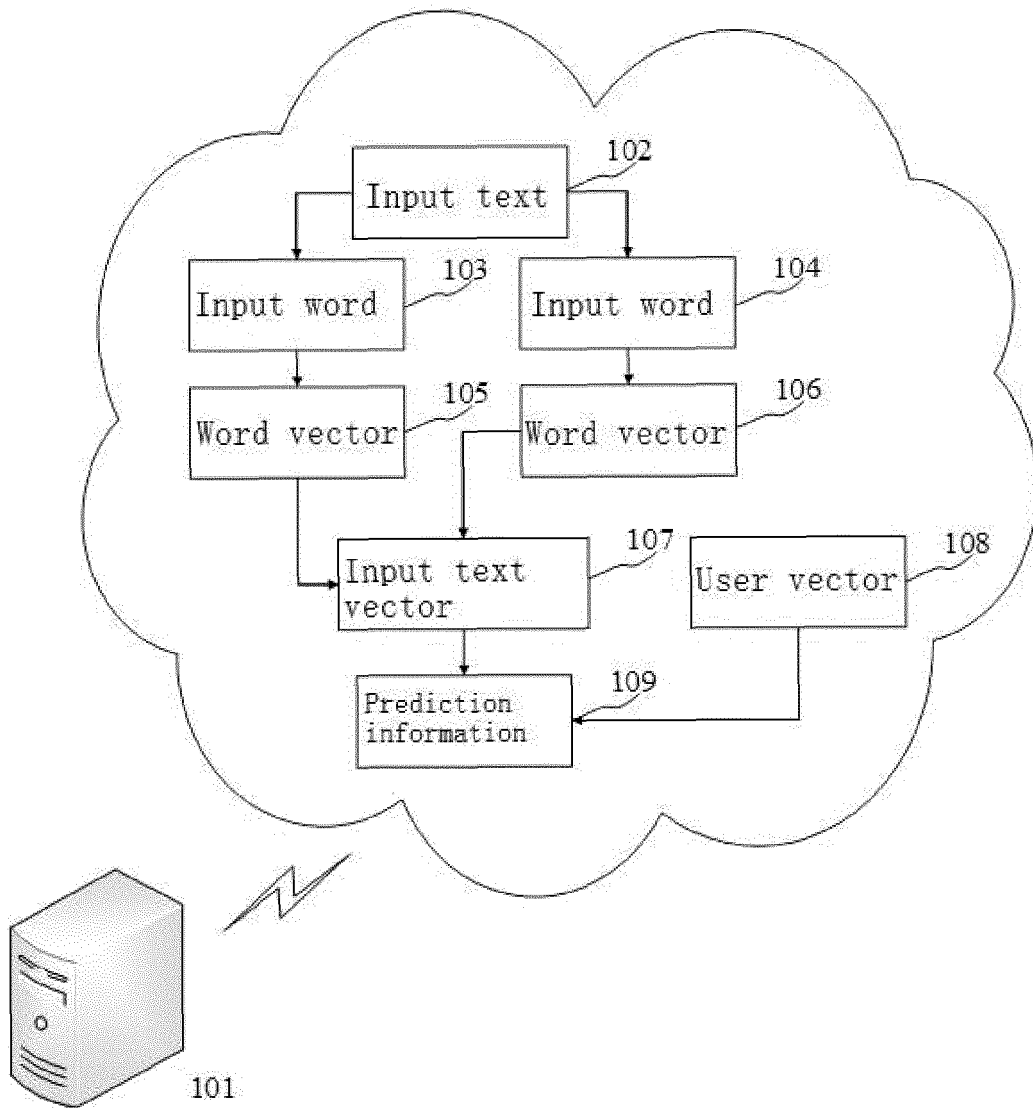 102
Input text
103
104
Input word
Input word
105
106
Word vector
Word vector
107
108
Input text
vector
User vector
109
Prediction
information
101